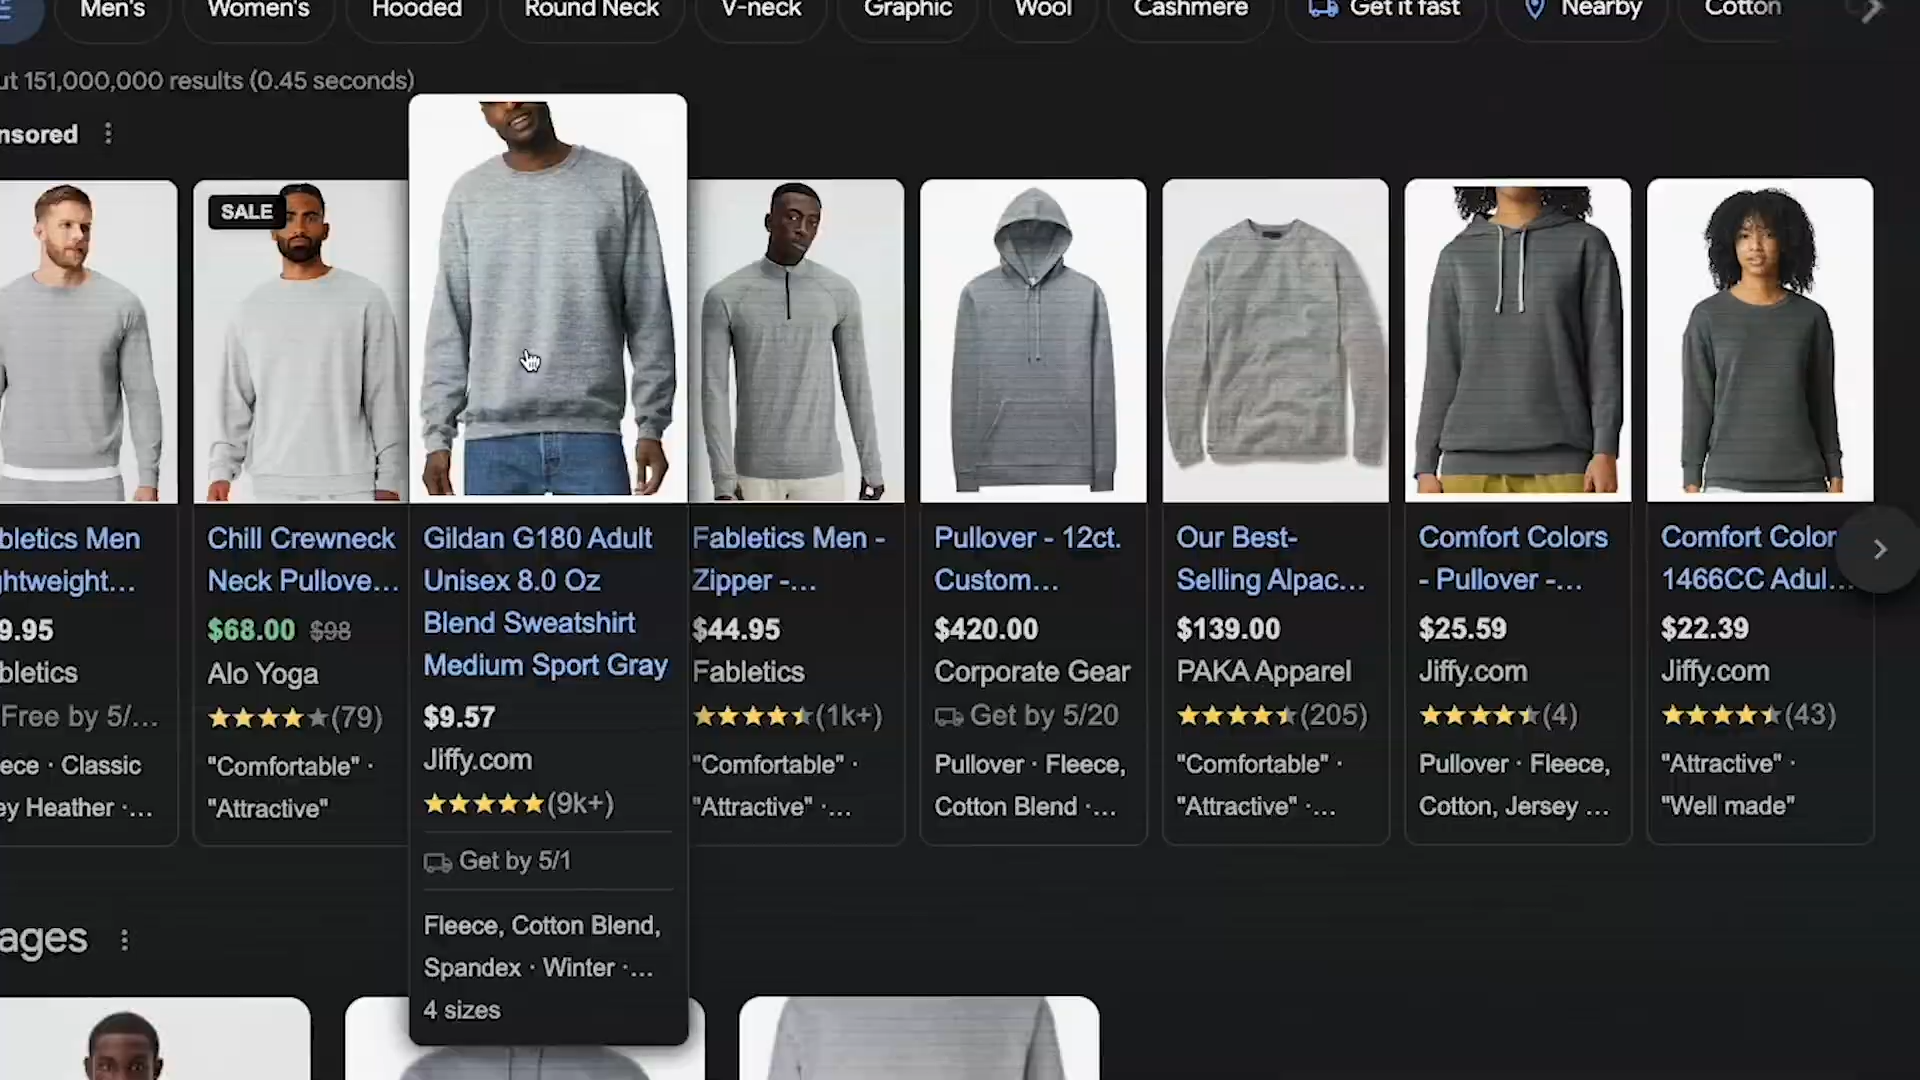 Men's
Women's
Hooded
Round Neck
V-neck
Graphic
Wool
Cashmere
Get it fast
Nearby
Cotton
ut 151,000,000 results (0.45 seconds)
nsored
SALE
bletics Men
ghtweight...
9.95
bletics
Free by 5/...
ece · Classic
ey Heather ·...
Chill Crewneck
Neck Pullove...
$68.00 $98
Alo Yoga
(79)
"Comfortable" ·
"Attractive"
Gildan G180 Adult
Unisex 8.0 Oz
Blend Sweatshirt
Medium Sport Gray
$9.57
Jiffy.com
(9k+)
Get by 5/1
Fleece, Cotton Blend,
Spandex · Winter ·...
4 sizes
Fabletics Men -
Zipper -...
$44.95
Fabletics
(1k+)
"Comfortable" ·
"Attractive" ·...
Pullover - 12ct.
Custom...
$420.00
Corporate Gear
Get by 5/20
Pullover · Fleece,
Cotton Blend ·...
Our Best-
Selling Alpac...
$139.00
PAKA Apparel
(205)
"Comfortable" ·
"Attractive" ·...
Comfort Colors
- Pullover -...
$25.59
Jiffy.com
(4)
Pullover · Fleece,
Cotton, Jersey ...
Comfort Color
1466CC Adul...
$22.39
Jiffy.com
(43)
"Attractive" ·
"Well made"
ages